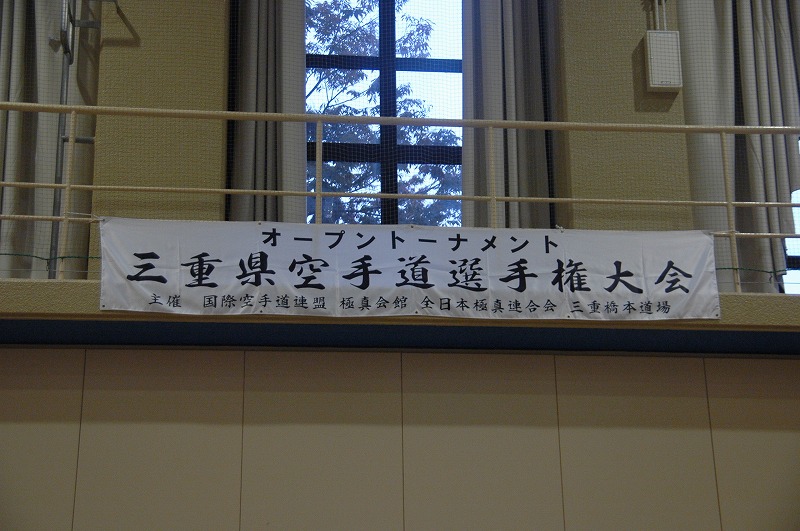 オープントーナメント
三重県空手道選手権大会
主催 国際空手道連盟 極真会館 全日本極真連合会 三重橋本道場